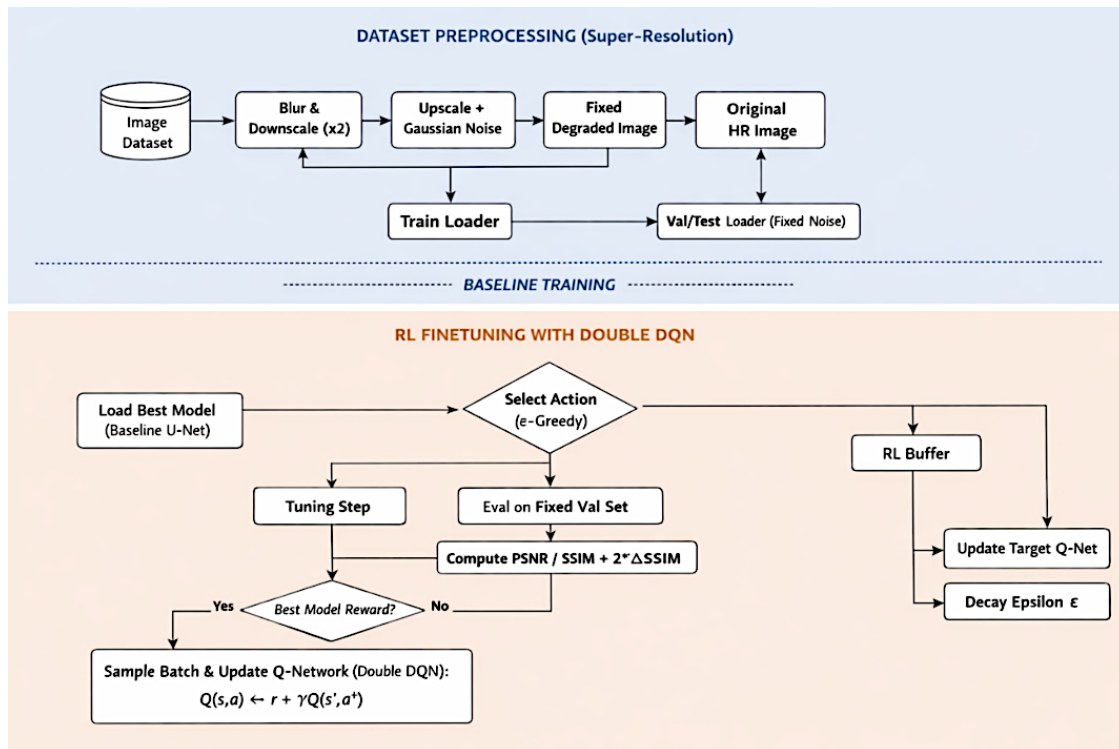 DATASET PREPROCESSING (Super-Resolution)
Image
Dataset
Blur &
Downscale (x2)
Upscale +
Gaussian Noise
Fixed
Degraded Image
Original
HR Image
Train Loader
Val/Test Loader (Fixed Noise)
BASELINE TRAINING
RL FINETUNING WITH DOUBLE DQN
Load Best Model
(Baseline U-Net)
Select Action
(ε-Greedy)
RL Buffer
Tuning Step
Eval on Fixed Val Set
Update Target Q-Net
Compute PSNR / SSIM + 2*ΔSSIM
Decay Epsilon ε
Yes
Best Model Reward?
No
Sample Batch & Update Q-Network (Double DQN):
Q(s,a) ← r + γQ(s′,a⁺)